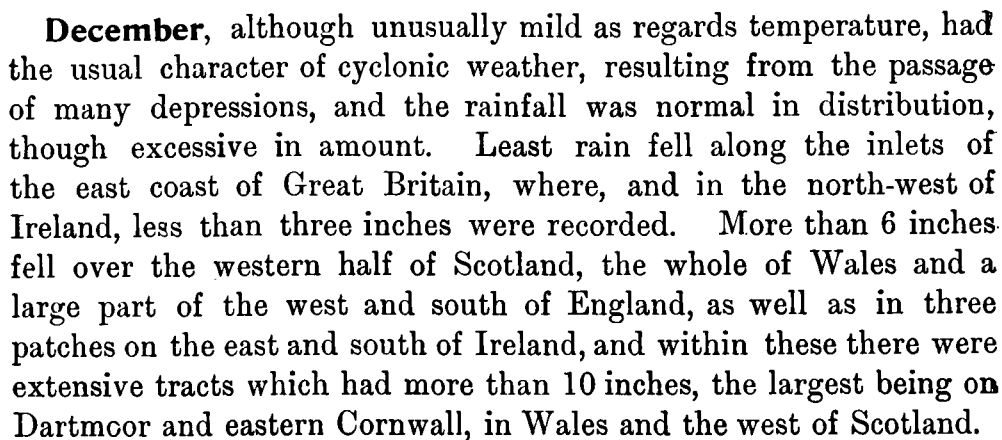 December, although unusually mild as regards temperature, had
the usual character of cyclonic weather, resulting from the passage
of many depressions, and the rainfall was normal in distribution,
though excessive in amount. Least rain fell along the inlets of
the east coast of Great Britain, where, and in the north-west of
Ireland, less than three inches were recorded. More than 6 inches
fell over the western half of Scotland, the whole of Wales and a
large part of the west and south of England, as well as in three
patches on the east and south of Ireland, and within these there were
extensive tracts which had more than 10 inches, the largest being on
Dartmoor and eastern Cornwall, in Wales and the west of Scotland.